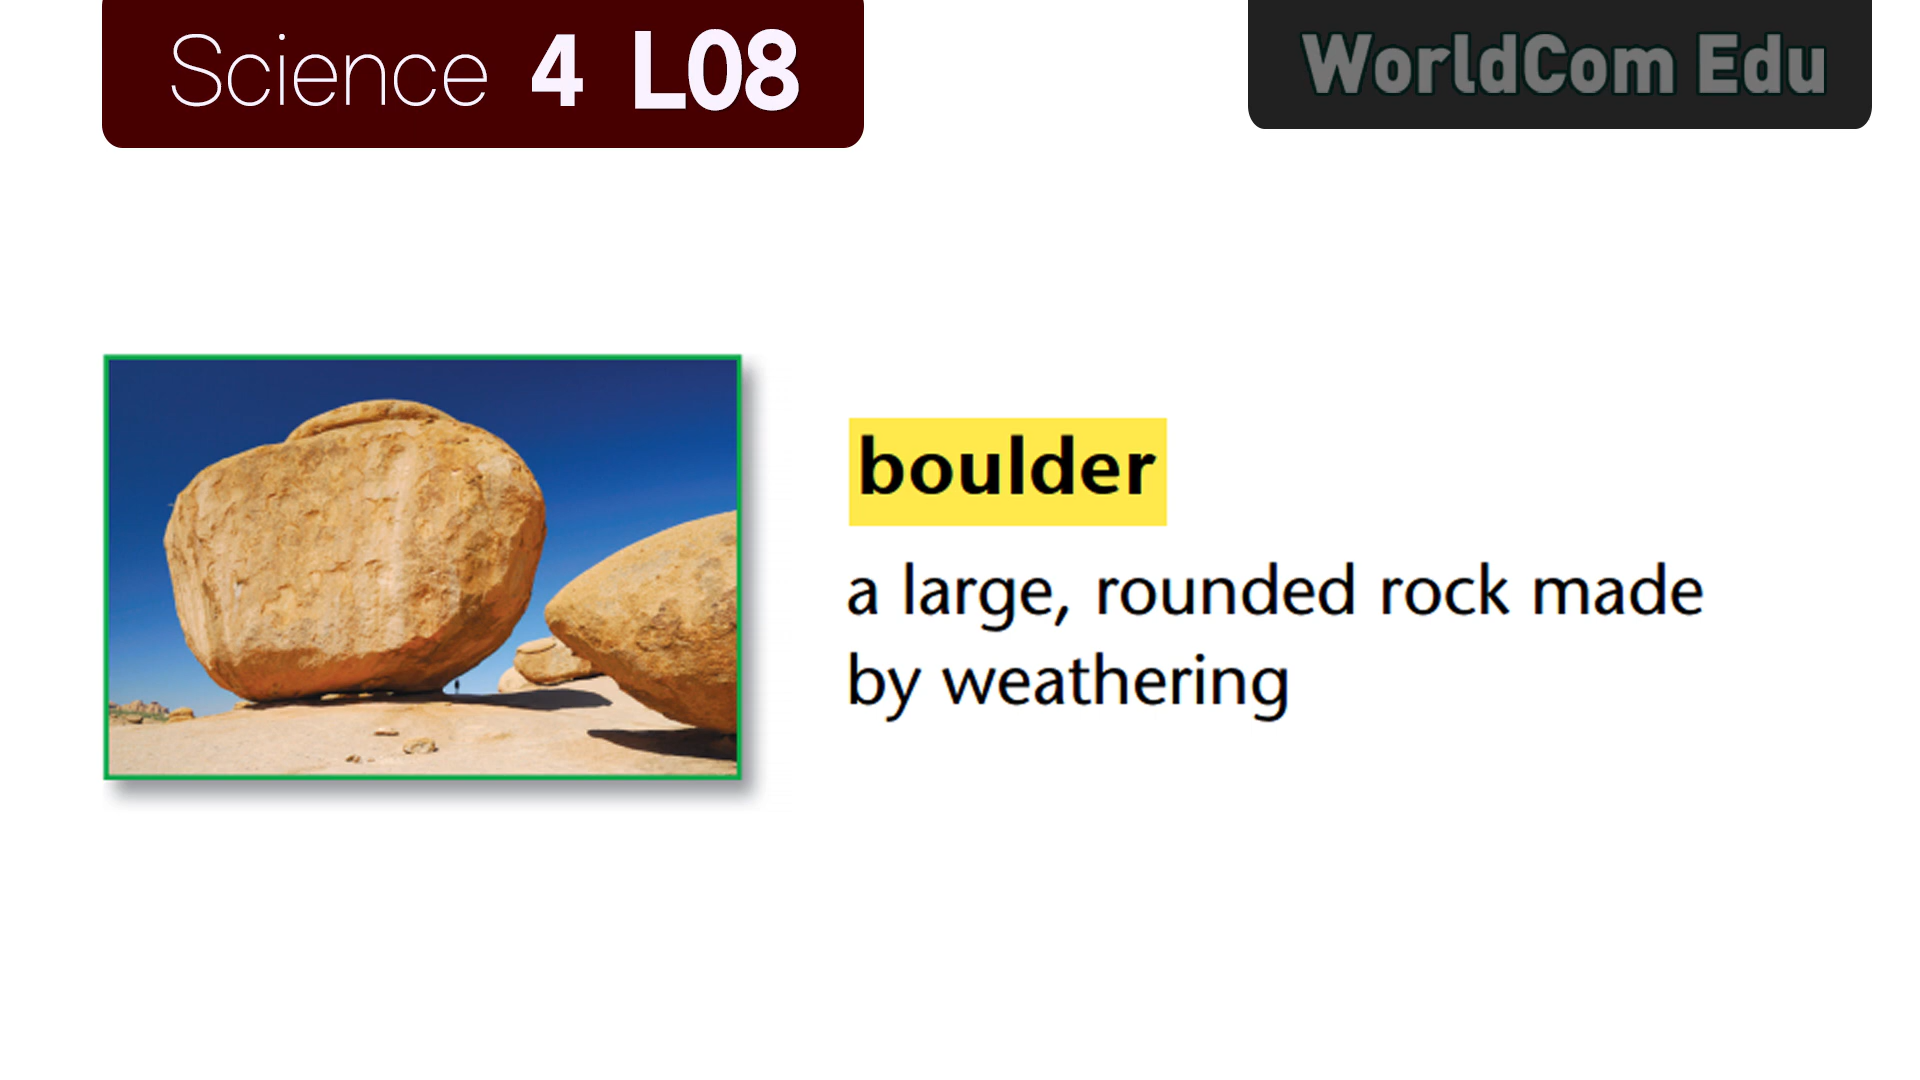 Science 4 L08
WorldCom Edu
boulder
a large, rounded rock made
by weathering